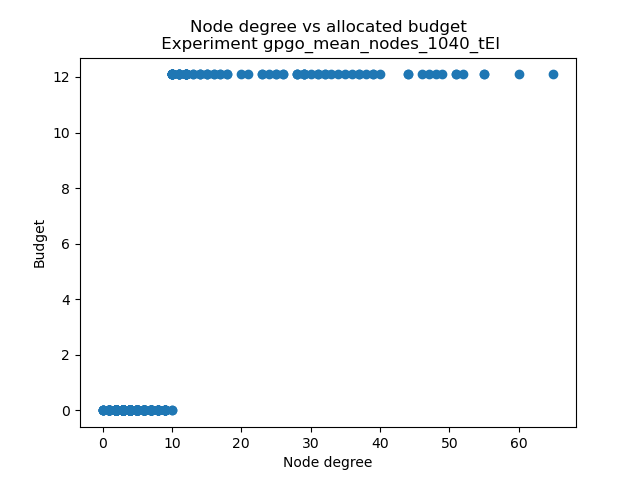 Node degree vs allocated budget
Experiment gpgo_mean_nodes_1040_tEI
12
10
8
6
4
2
0
Budget
0 10 20 30 40 50 60
Node degree